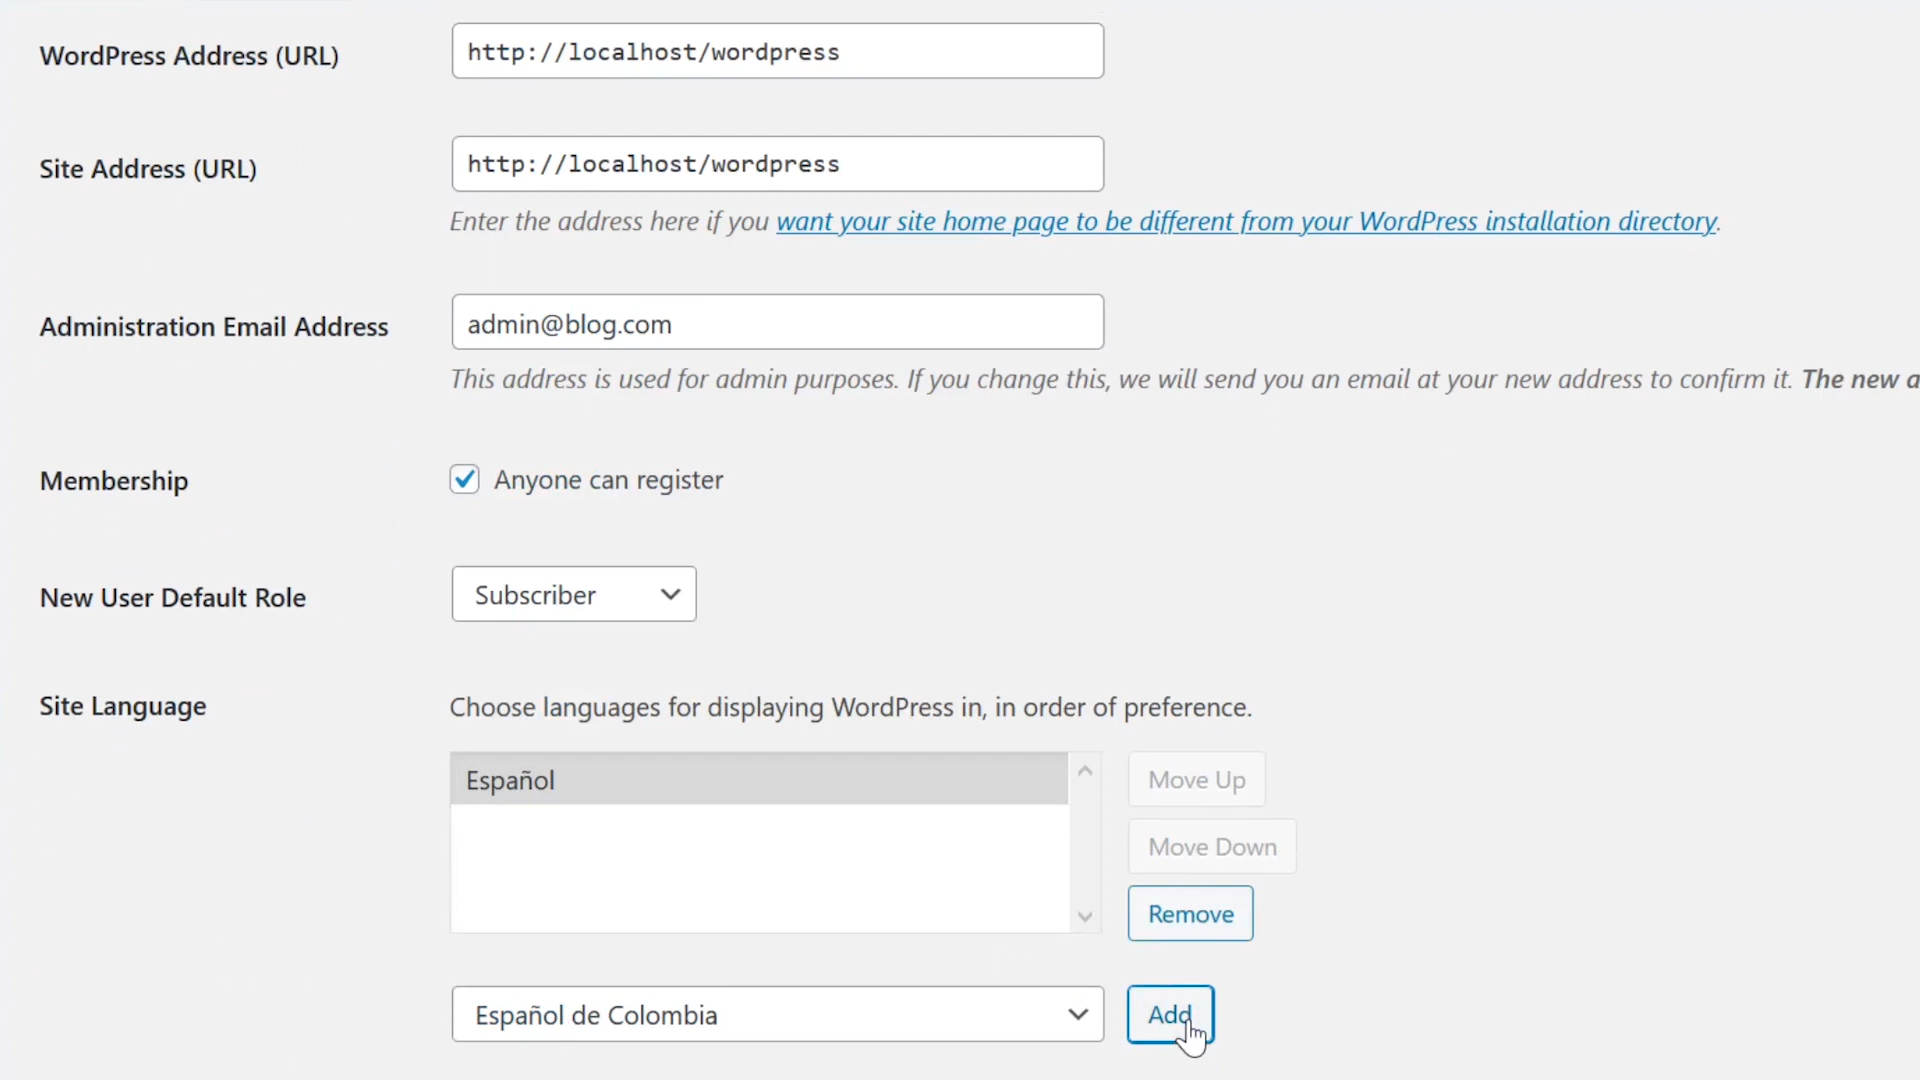 WordPress Address (URL)
http://localhost/wordpress
Site Address (URL)
http://localhost/wordpress
Enter the address here if you want your site home page to be different from your WordPress installation directory.
Administration Email Address
admin@blog.com
This address is used for admin purposes. If you change this, we will send you an email at your new address to confirm it. The new a
Membership
Anyone can register
New User Default Role
Subscriber
Site Language
Choose languages for displaying WordPress in, in order of preference.
Español
Move Up
Move Down
Remove
Español de Colombia
Add